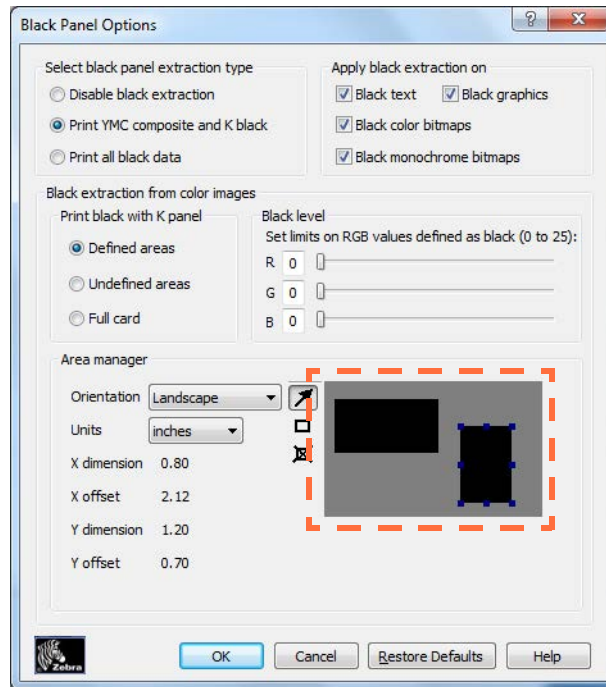 Black Panel Options
Select black panel extraction type
Disable black extraction
Print YMC composite and K black
Print all black data
Apply black extraction on
Black text
Black graphics
Black color bitmaps
Black monochrome bitmaps
Black extraction from color images
Print black with K panel
Defined areas
Undefined areas
Full card
Black level
Set limits on RGB values defined as black (0 to 25):
R 0
G 0
B 0
Area manager
Orientation Landscape
Units inches
X dimension 0.80
X offset 2.12
Y dimension 1.20
Y offset 0.70
Zebra
OK
Cancel
Restore Defaults
Help